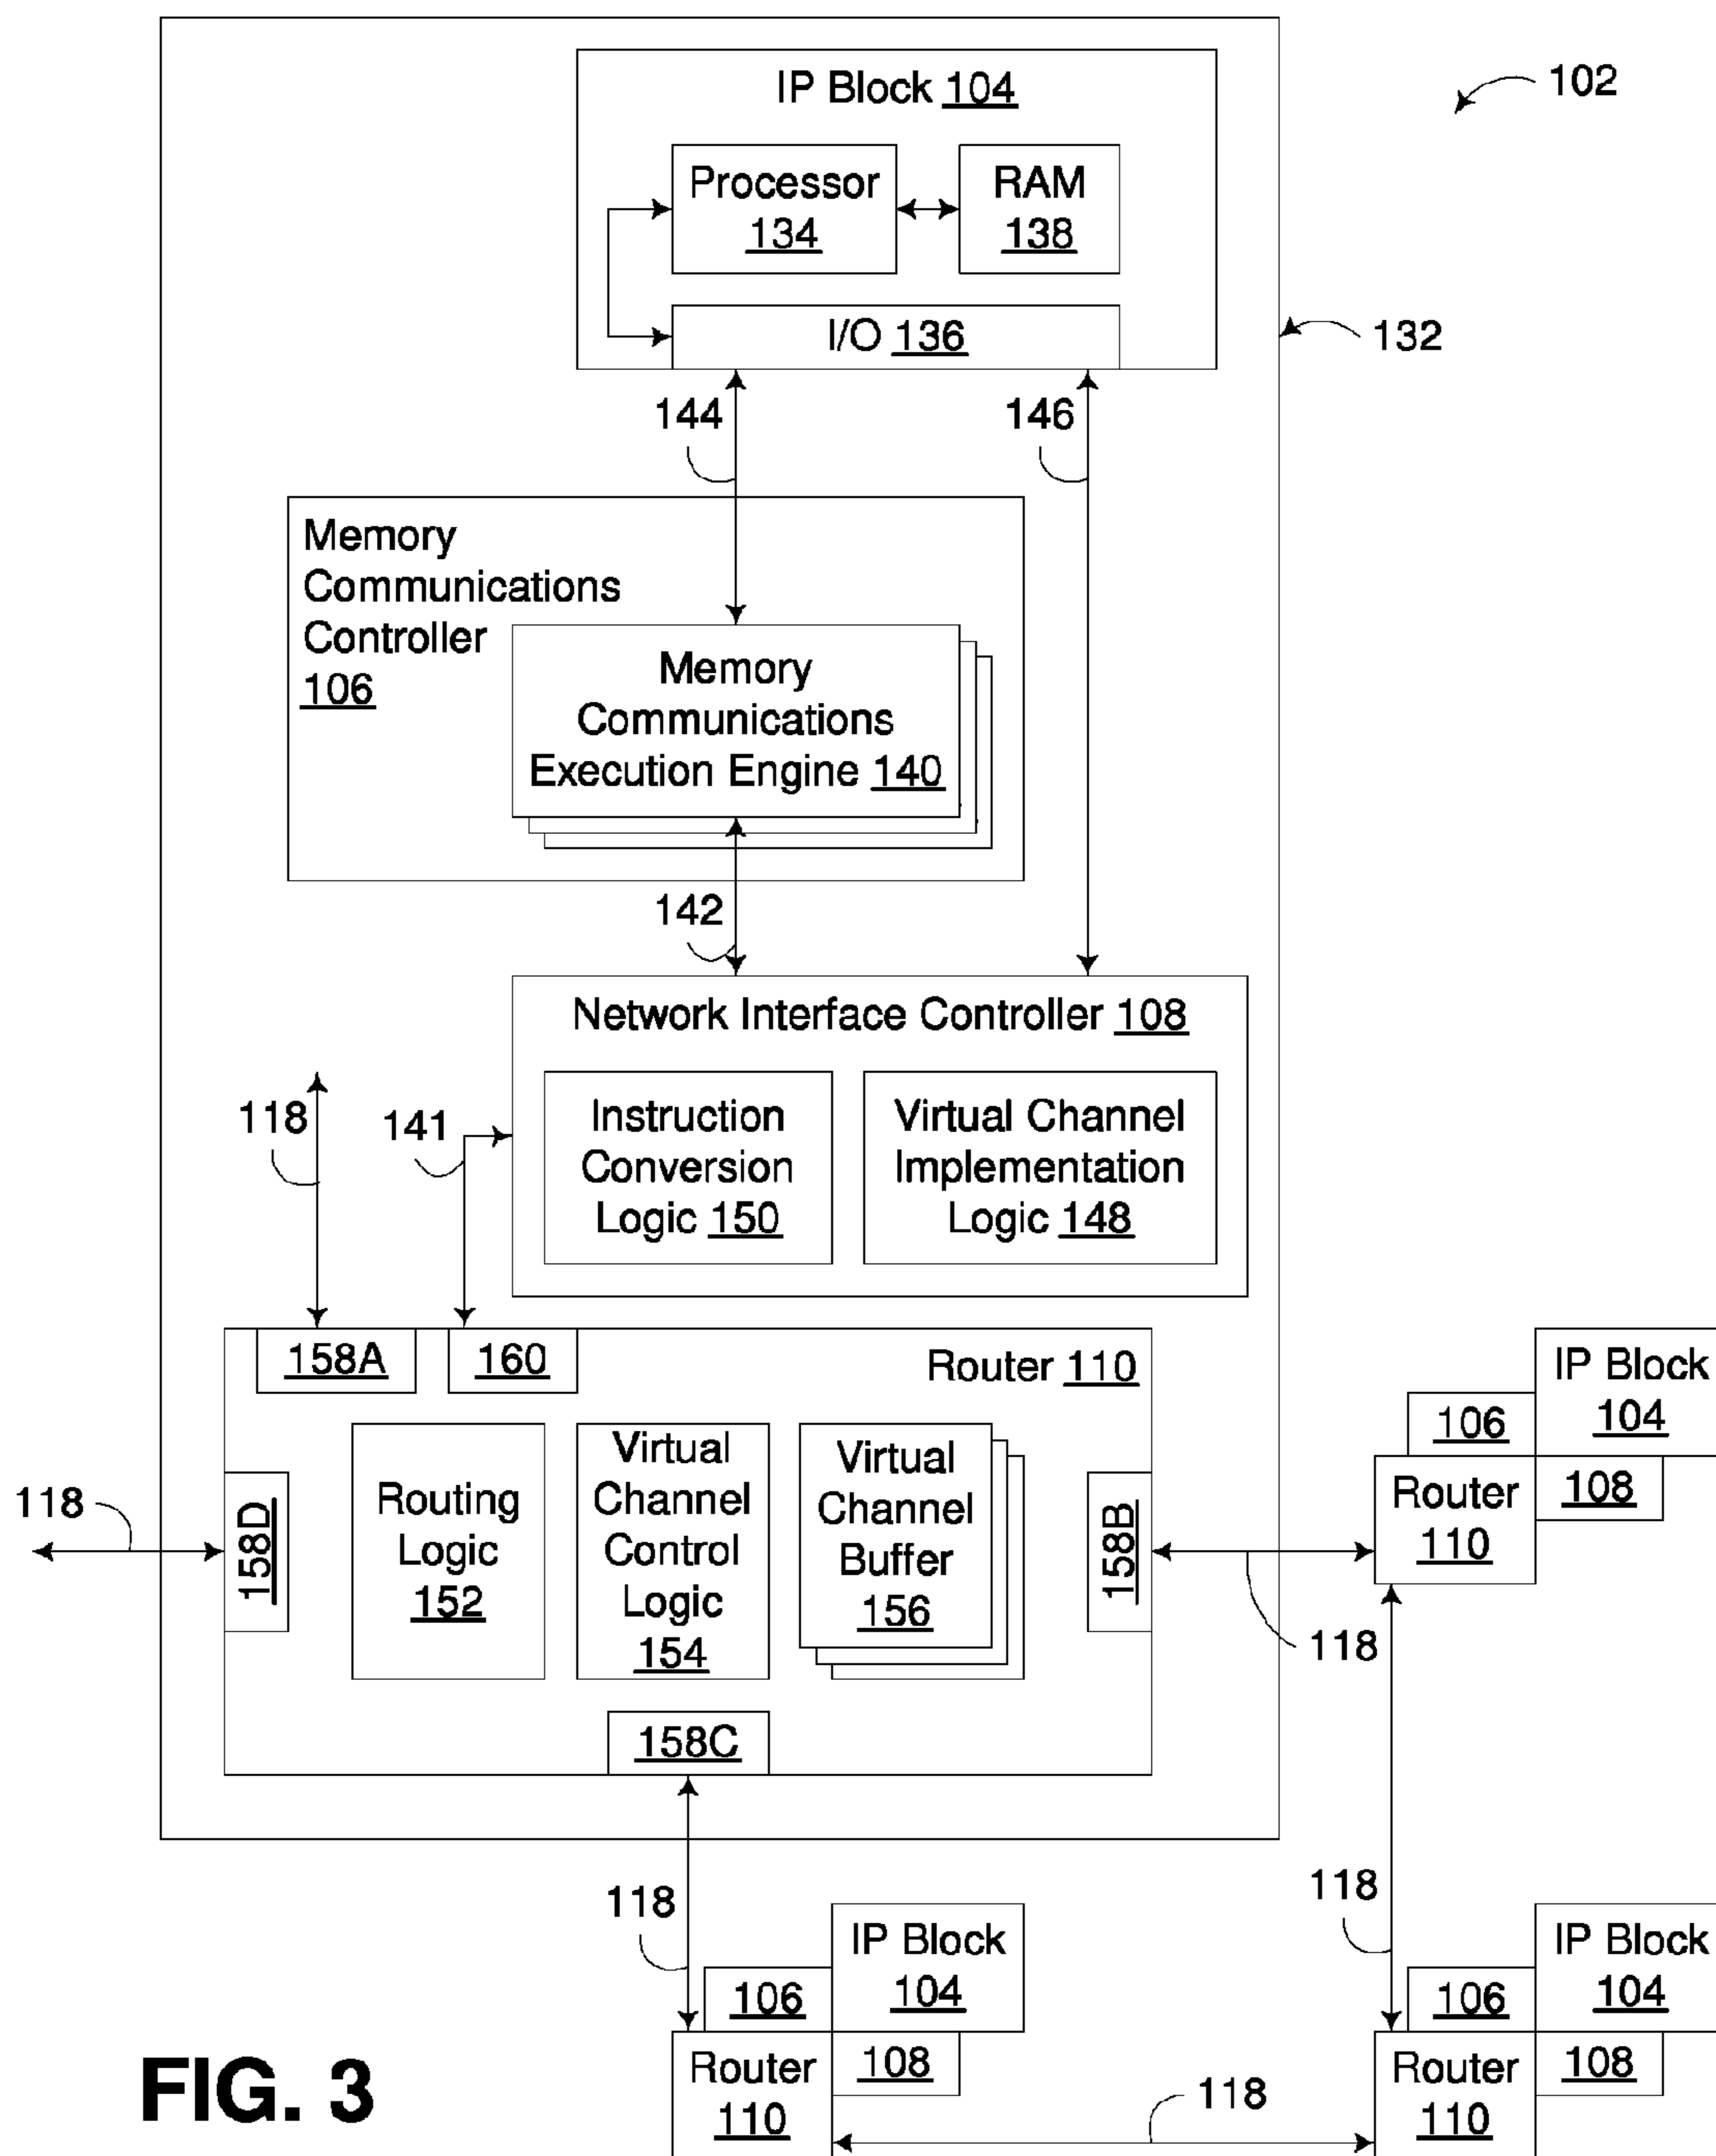 IP Block 104
102
Processor
134
RAM
138
I/O 136
132
144
146
Memory
Communications
Controller
106
Memory
Communications
Execution Engine 140
142
Network Interface Controller 108
118
141
Instruction
Conversion
Logic 150
Virtual Channel
Implementation
Logic 148
158A
160
Router 110
IP Block
104
106
Router
110
108
118
158D
Routing
Logic
152
Virtual
Channel
Control
Logic
154
Virtual
Channel
Buffer
156
158B
118
158C
118
118
IP Block
104
106
Router
110
108
IP Block
104
106
Router
110
108
118
FIG. 3